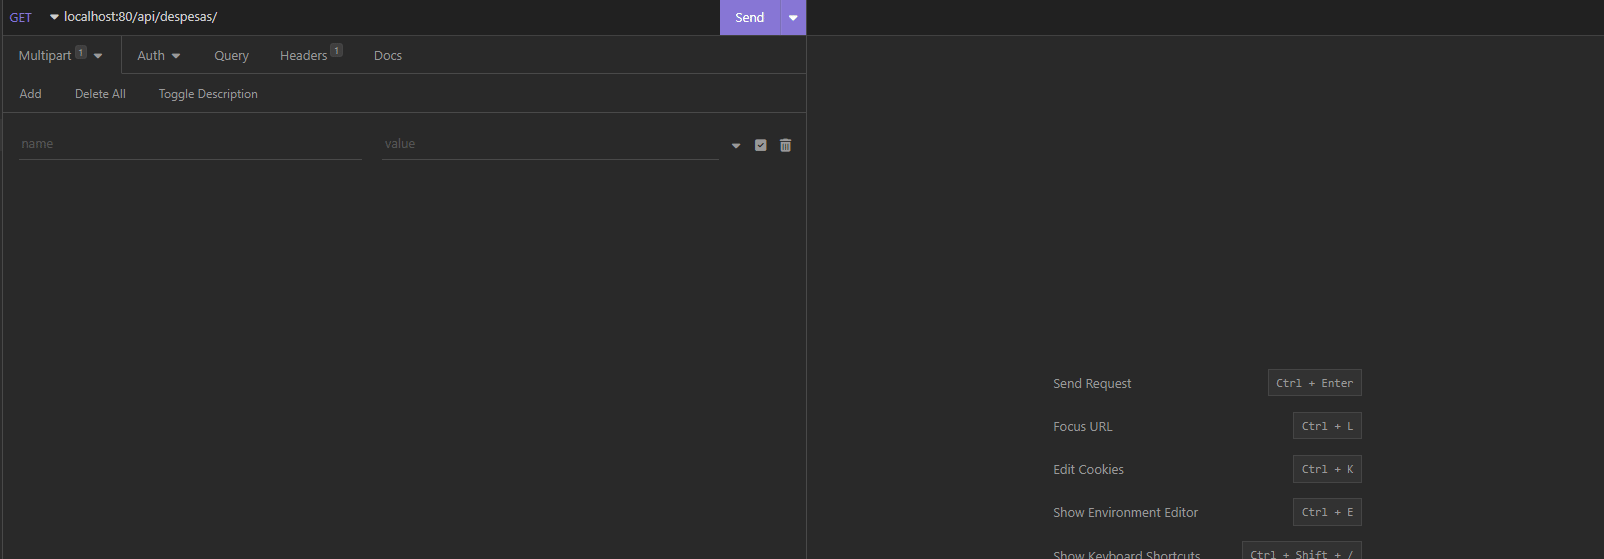 GET localhost:80/api/despesas/ Send
Multipart 1 Auth Query Headers 1 Docs
Add Delete All Toggle Description
name value
Send Request Ctrl + Enter
Focus URL Ctrl + L
Edit Cookies Ctrl + K
Show Environment Editor Ctrl + E
Show Keyboard Shortcuts Ctrl + Shift + /